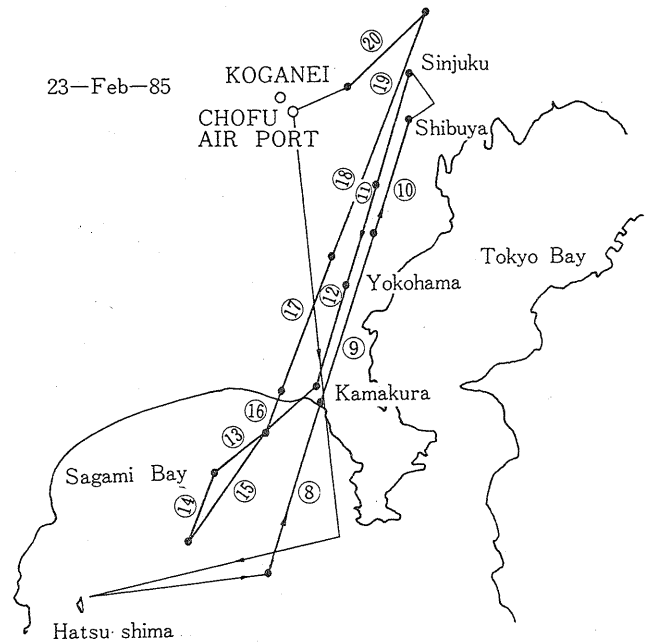 ⑳
Sinjuku
⑲
KOGANEI
23-Feb-85
CHOFU
AIR PORT
Shibuya
⑱
⑪
⑩
Tokyo Bay
⑰
⑫
Yokohama
⑨
Kamakura
⑯
⑬
Sagami Bay
⑮
⑧
⑭
Hatsu shima